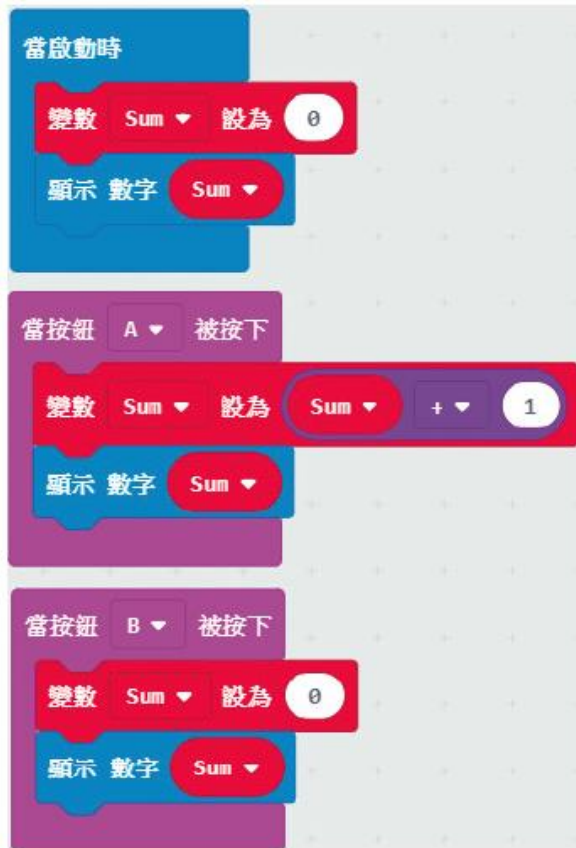 當啟動時
變數 Sum 設為 0
顯示 數字 Sum
當按鈕 A 被按下
變數 Sum 設為 Sum + 1
顯示 數字 Sum
當按鈕 B 被按下
變數 Sum 設為 0
顯示 數字 Sum